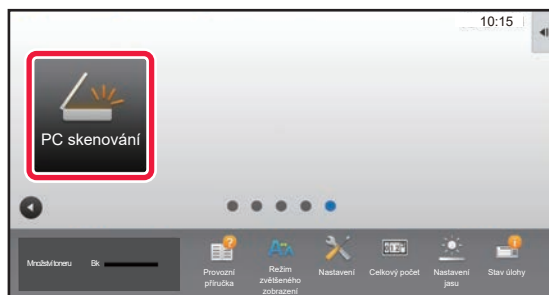 10:15
PC skenování
Množství toneru Bk
Provozní
příručka
Režim
zvětšeného
zobrazení
Nastavení
Celkový počet
Nastavení
jasu
Stav úlohy